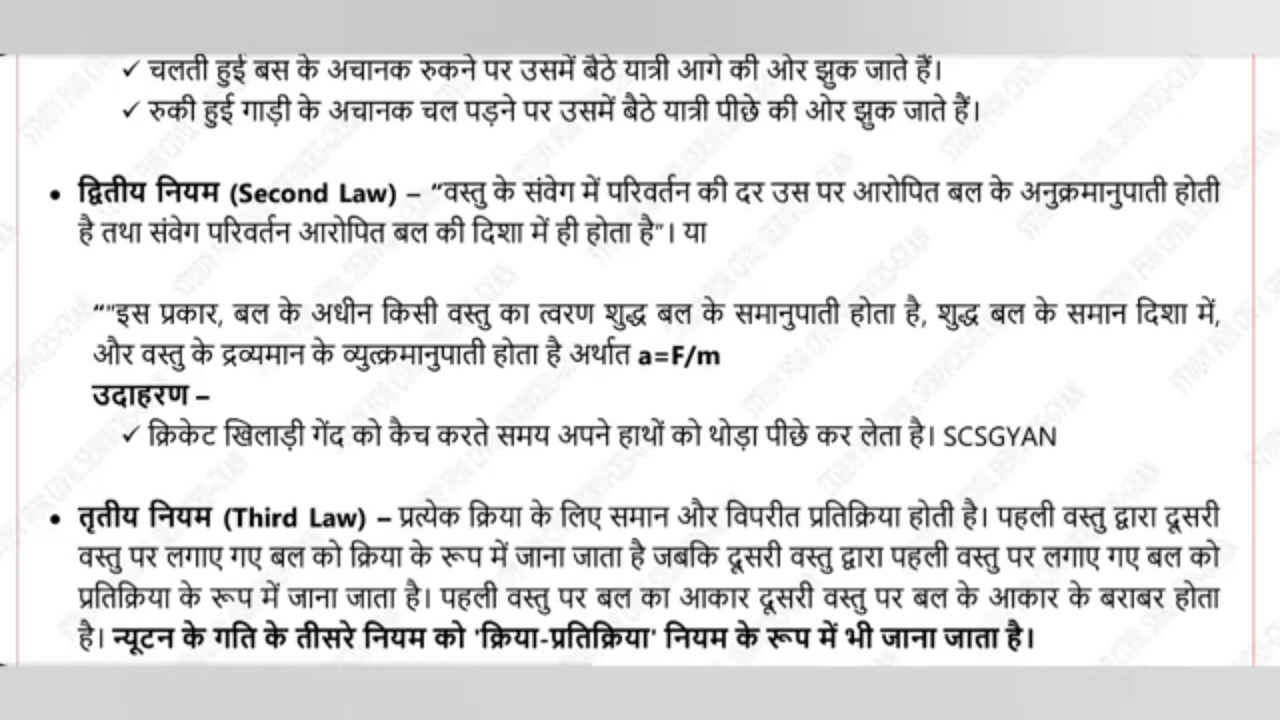 ✓ चलती हुई बस के अचानक रुकने पर उसमें बैठे यात्री आगे की ओर झुक जाते हैं।
✓ रुकी हुई गाड़ी के अचानक चल पड़ने पर उसमें बैठे यात्री पीछे की ओर झुक जाते हैं।
• द्वितीय नियम (Second Law) – “वस्तु के संवेग में परिवर्तन की दर उस पर आरोपित बल के अनुक्रमानुपाती होती
है तथा संवेग परिवर्तन आरोपित बल की दिशा में ही होता है"। या
“"इस प्रकार, बल के अधीन किसी वस्तु का त्वरण शुद्ध बल के समानुपाती होता है, शुद्ध बल के समान दिशा में,
और वस्तु के द्रव्यमान के व्युत्क्रमानुपाती होता है अर्थात a=F/m
उदाहरण –
✓ क्रिकेट खिलाड़ी गेंद को कैच करते समय अपने हाथों को थोड़ा पीछे कर लेता है। SCSGYAN
• तृतीय नियम (Third Law) – प्रत्येक क्रिया के लिए समान और विपरीत प्रतिक्रिया होती है। पहली वस्तु द्वारा दूसरी
वस्तु पर लगाए गए बल को क्रिया के रूप में जाना जाता है जबकि दूसरी वस्तु द्वारा पहली वस्तु पर लगाए गए बल को
प्रतिक्रिया के रूप में जाना जाता है। पहली वस्तु पर बल का आकार दूसरी वस्तु पर बल के आकार के बराबर होता
है। न्यूटन के गति के तीसरे नियम को 'क्रिया-प्रतिक्रिया' नियम के रूप में भी जाना जाता है।